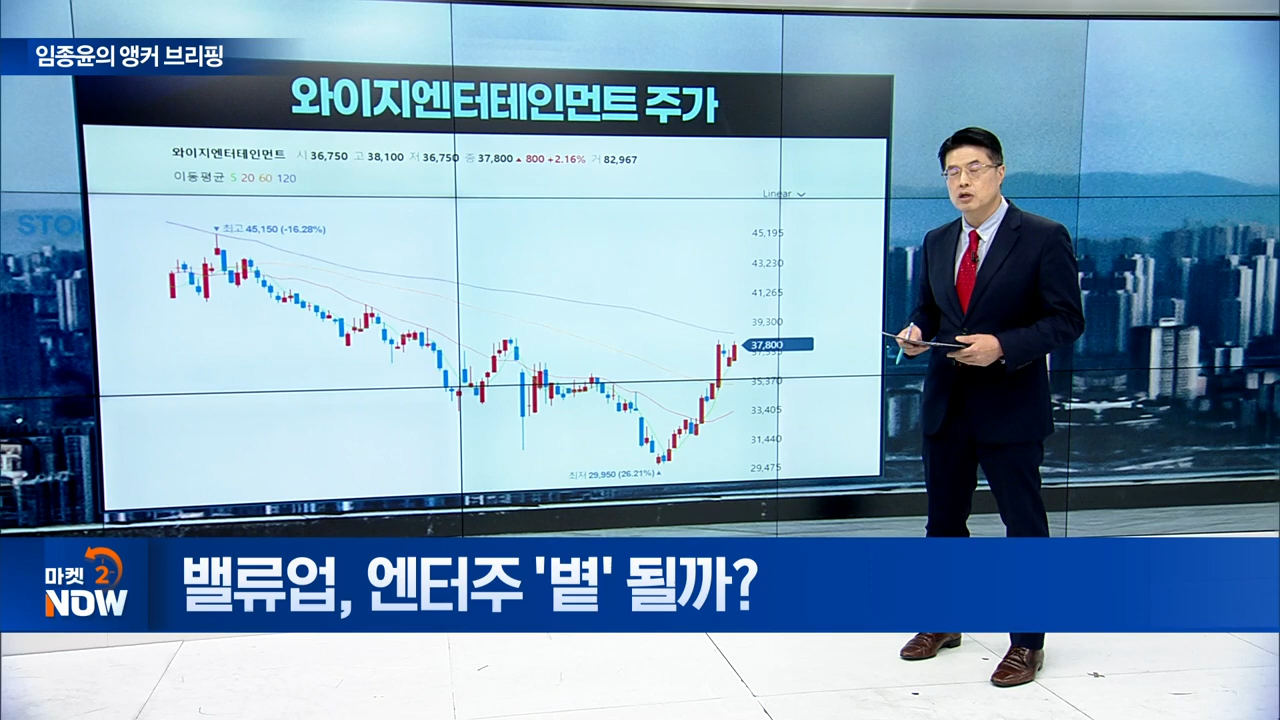 임종윤의 앵커 브리핑
와이지엔터테인먼트 주가
와이지엔터테인먼트 시 36,750 고 38,100 저 36,750 종 37,800 ▲ 800 +2.16% 거 82,967
이동평균 5 20 60 120
Linear
▼ 최고 45,150 (-16.28%)
45,195
43,230
41,265
39,300
37,800
37,335
35,370
33,405
31,440
29,475
최저 29,950 (26.21%) ▲
STO
마켓 2
NOW
밸류업, 엔터주 '볕' 될까?